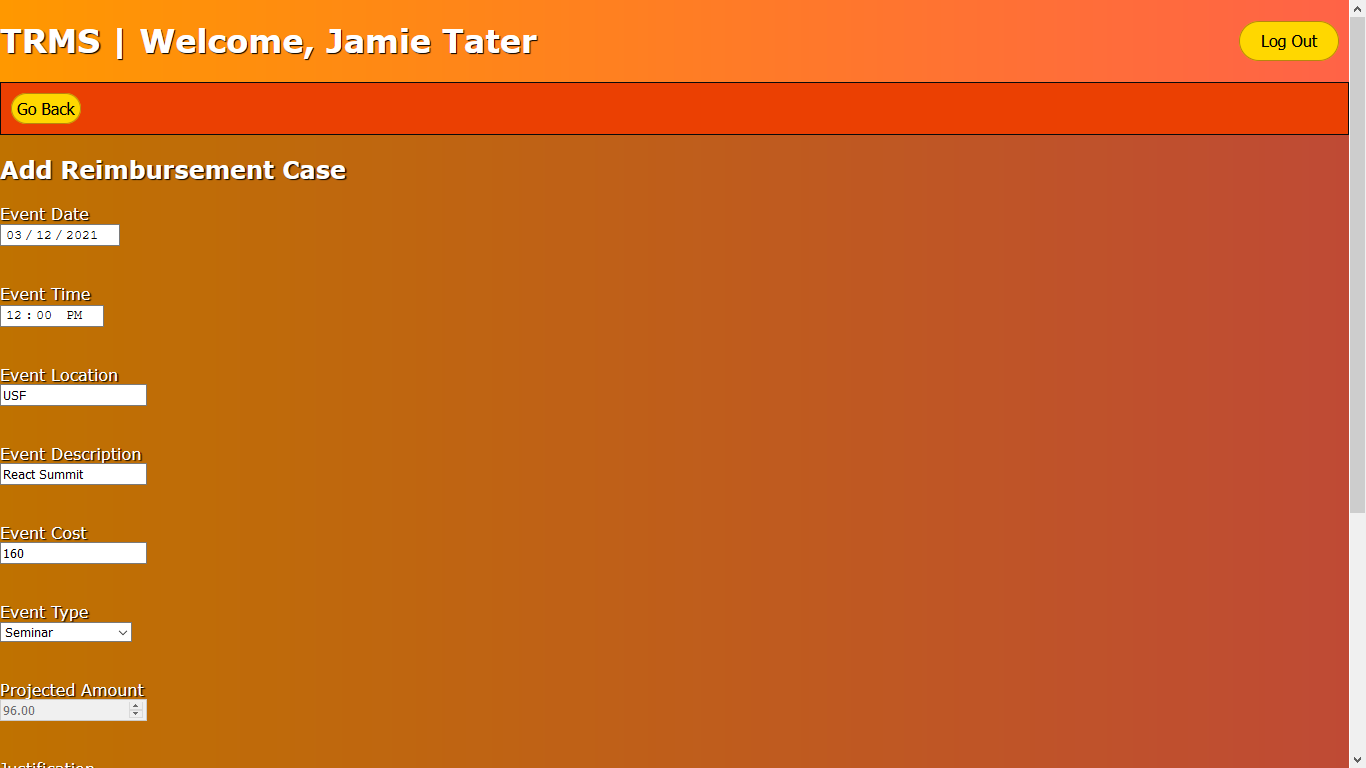 TRMS | Welcome, Jamie Tater
Log Out
Go Back
Add Reimbursement Case
Event Date
03 / 12 / 2021
Event Time
12 : 00 PM
Event Location
USF
Event Description
React Summit
Event Cost
160
Event Type
Seminar
Projected Amount
96.00
Justification